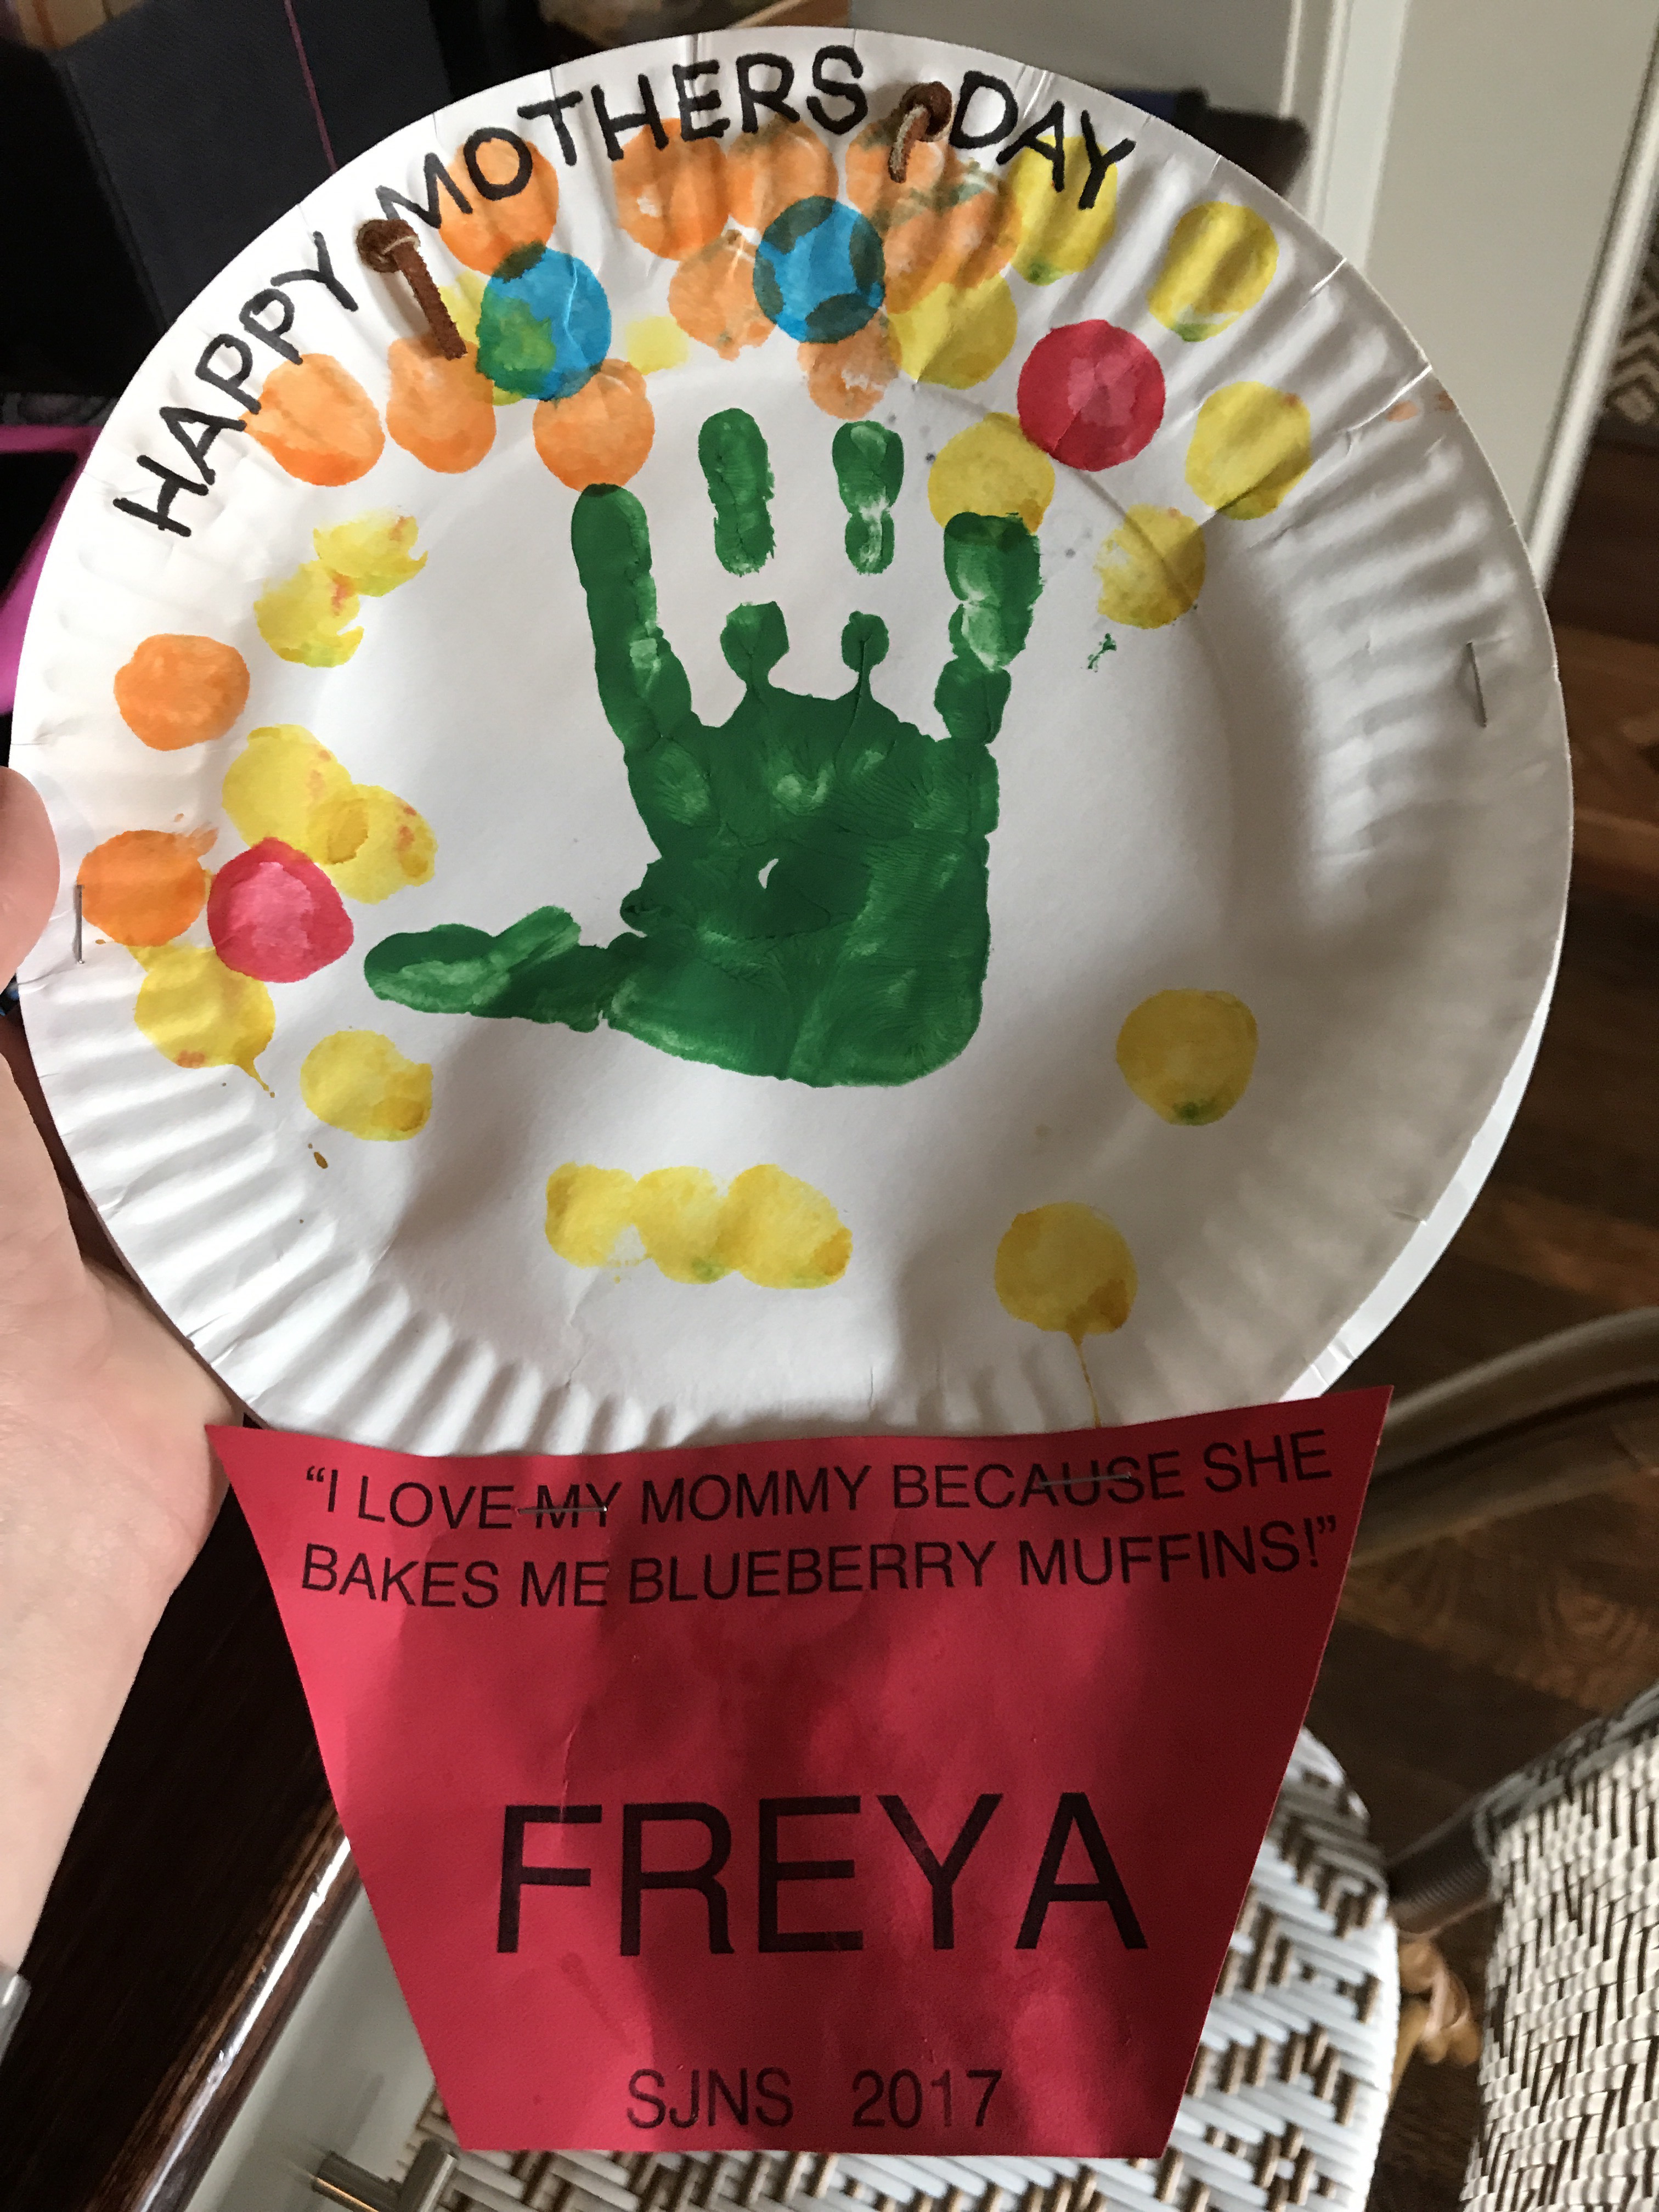 HAPPY MOTHERS DAY
“I LOVE MY MOMMY BECAUSE SHE
BAKES ME BLUEBERRY MUFFINS!”
FREYA
SJNS 2017